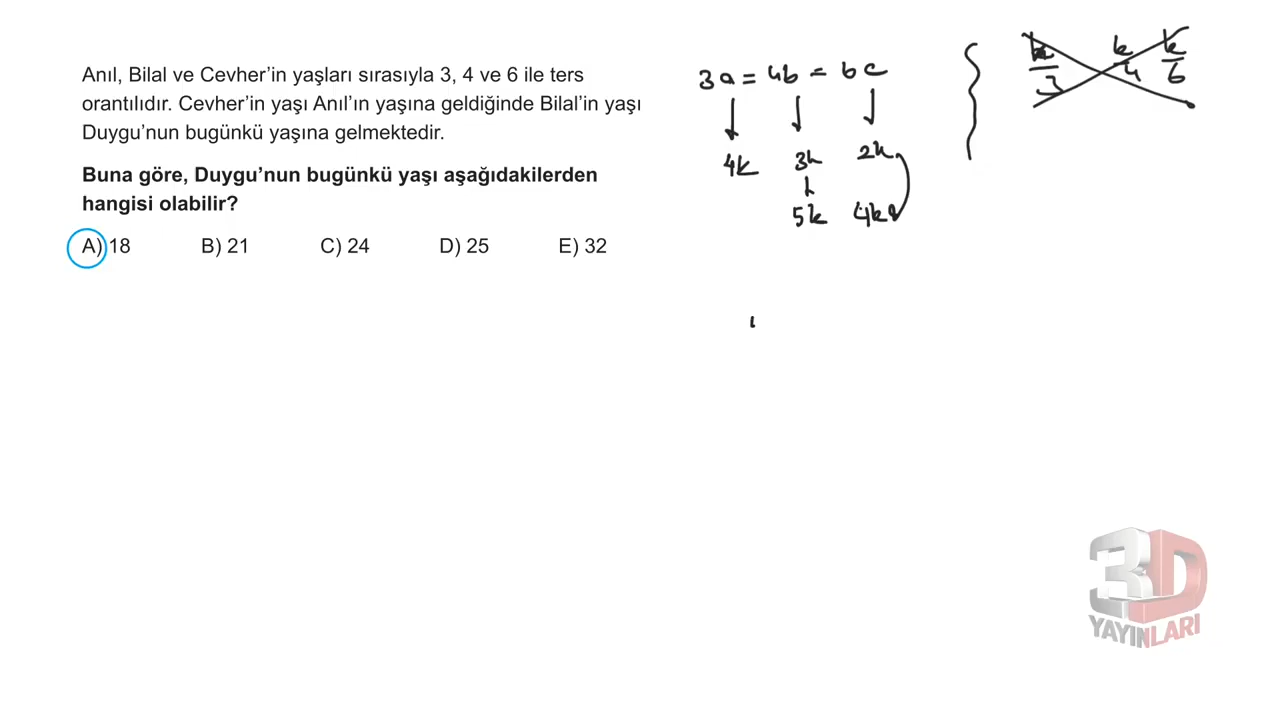 Anıl, Bilal ve Cevher'in yaşları sırasıyla 3, 4 ve 6 ile ters
orantılıdır. Cevher'in yaşı Anıl'ın yaşına geldiğinde Bilal'in yaşı
Duygu'nun bugünkü yaşına gelmektedir.
Buna göre, Duygu'nun bugünkü yaşı aşağıdakilerden
hangisi olabilir?
A) 18 B) 21 C) 24 D) 25 E) 32
3a = 4b = 6c
4k 3k 2k
5k 4k
k/3 k/4 k/6
3D
YAYINLARI